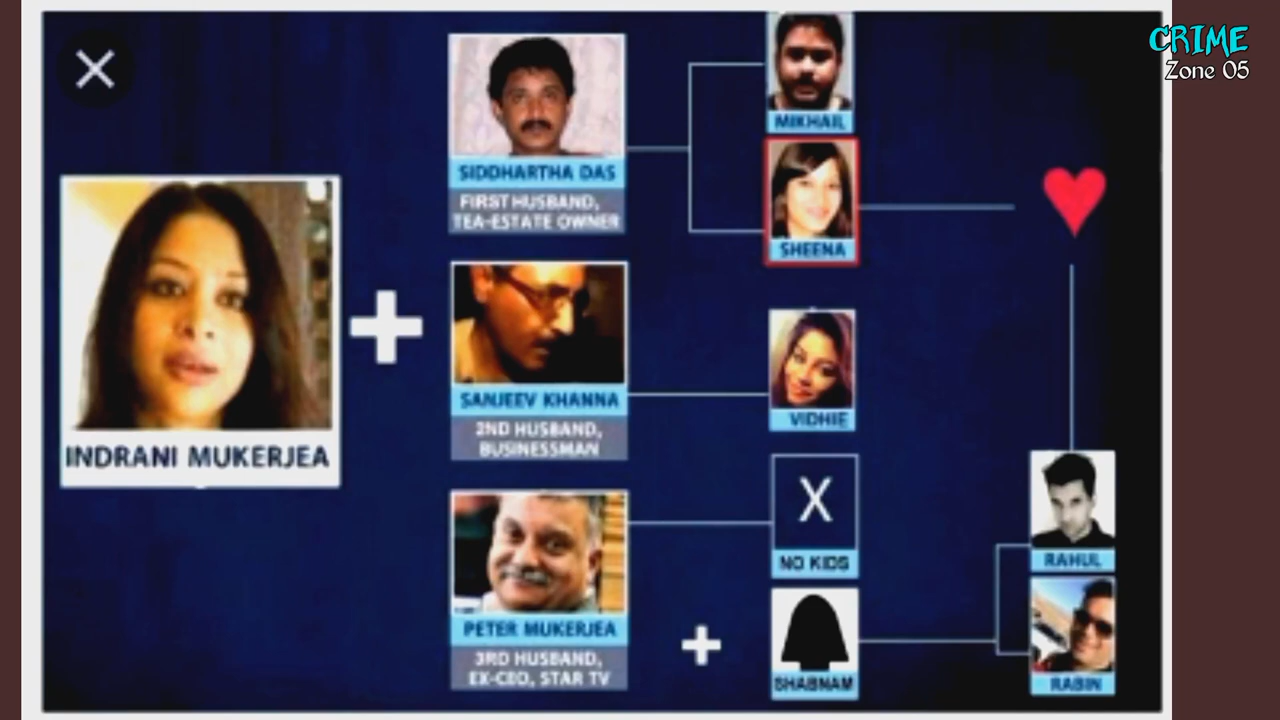 CRIME
Zone 05
INDRANI MUKERJEA
SIDDHARTHA DAS
FIRST HUSBAND,
TEA-ESTATE OWNER
MIKHAIL
SHEENA
SANJEEV KHANNA
2ND HUSBAND,
BUSINESSMAN
VIDHIE
PETER MUKERJEA
3RD HUSBAND,
EX-CEO, STAR TV
X
NO KIDS
SHABNAM
RAHUL
RABIN